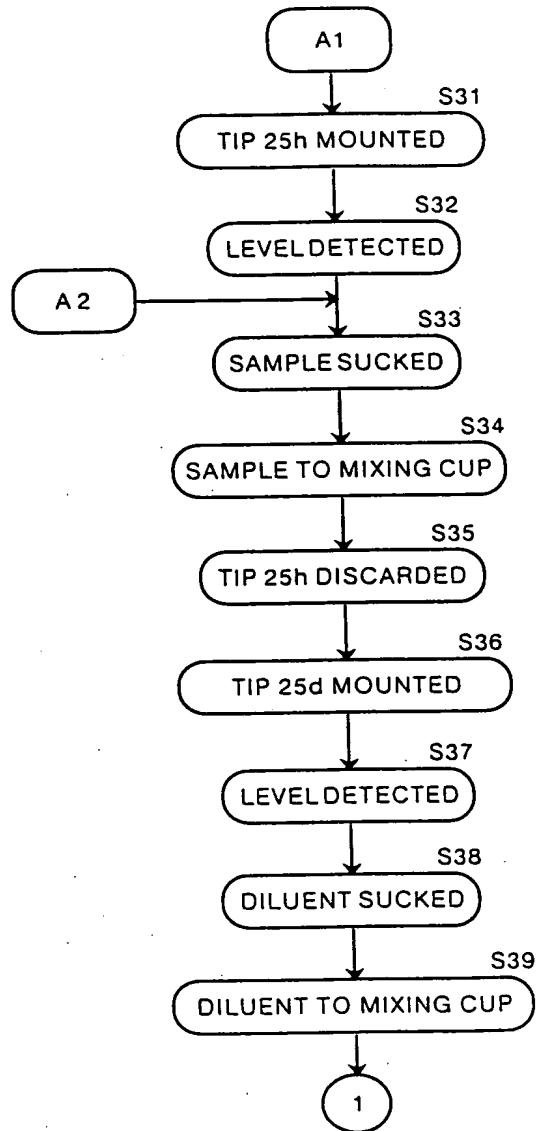 A1
S31
TIP 25h MOUNTED
S32
LEVEL DETECTED
A 2
S33
SAMPLE SUCKED
S34
SAMPLE TO MIXING CUP
S35
TIP 25h DISCARDED
S36
TIP 25d MOUNTED
S37
LEVEL DETECTED
S38
DILUENT SUCKED
S39
DILUENT TO MIXING CUP
1